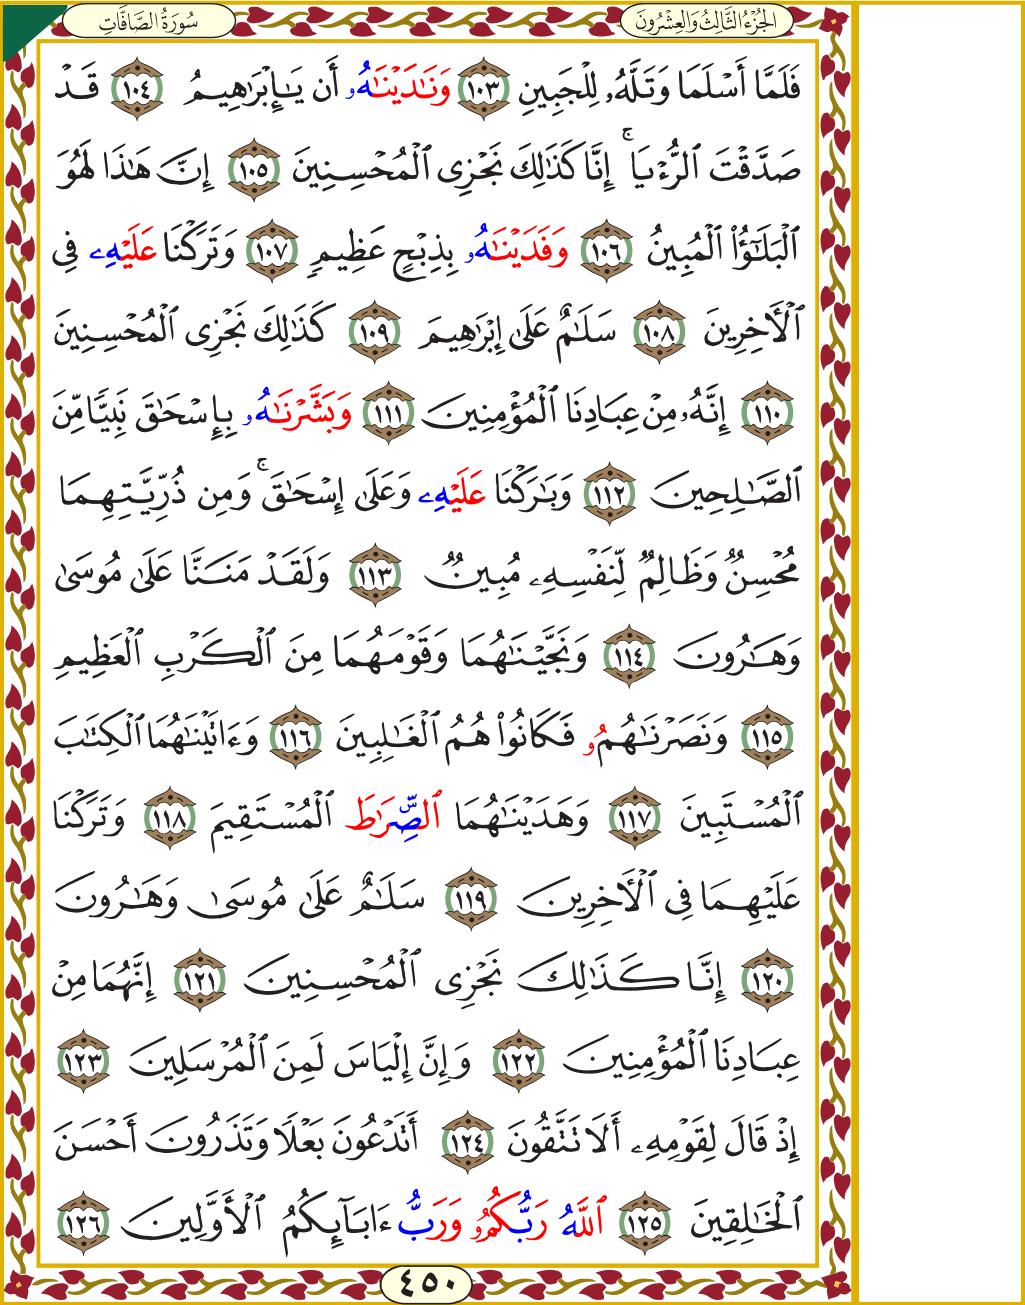 سُورَةُ الصَّافَّاتِ
الجُزْءُ الثَّالِثُ وَالعِشْرُونَ
فَلَمَّآ أَسْلَمَا وَتَلَّهُۥ لِلْجَبِينِ ١٠٣ وَنَٰدَيْنَٰهُۥ أَن يَٰٓإِبْرَٰهِيمُ ١٠٤ قَدْ
صَدَّقْتَ ٱلرُّءْيَآ ۚ إِنَّا كَذَٰلِكَ نَجْزِى ٱلْمُحْسِنِينَ ١٠٥ إِنَّ هَٰذَا لَهُوَ
ٱلْبَلَٰٓؤُا۟ ٱلْمُبِينُ ١٠٦ وَفَدَيْنَٰهُۥ بِذِبْحٍ عَظِيمٍ ١٠٧ وَتَرَكْنَا عَلَيْهِۦ فِى
ٱلْأَخِرِينَ ١٠٨ سَلَٰمٌ عَلَىٰٓ إِبْرَٰهِيمَ ١٠٩ كَذَٰلِكَ نَجْزِى ٱلْمُحْسِنِينَ
١١٠ إِنَّهُۥ مِنْ عِبَادِنَا ٱلْمُؤْمِنِينَ ١١١ وَبَشَّرْنَٰهُۥ بِإِسْحَٰقَ نَبِيًّا مِّنَ
ٱلصَّٰلِحِينَ ١١٢ وَبَٰرَكْنَا عَلَيْهِۦ وَعَلَىٰٓ إِسْحَٰقَ ۚ وَمِن ذُرِّيَّتِهِمَا
مُحْسِنٌ وَظَالِمٌ لِّنَفْسِهِۦ مُبِينٌ ١١٣ وَلَقَدْ مَنَنَّا عَلَىٰ مُوسَىٰ
وَهَٰرُونَ ١١٤ وَنَجَّيْنَٰهُمَا وَقَوْمَهُمَا مِنَ ٱلْكَرْبِ ٱلْعَظِيمِ
١١٥ وَنَصَرْنَٰهُمُۥ فَكَانُوا۟ هُمُ ٱلْغَٰلِبِينَ ١١٦ وَءَاتَيْنَٰهُمَا ٱلْكِتَٰبَ
ٱلْمُسْتَبِينَ ١١٧ وَهَدَيْنَٰهُمَا ٱلصِّرَٰطَ ٱلْمُسْتَقِيمَ ١١٨ وَتَرَكْنَا
عَلَيْهِمَا فِى ٱلْأَخِرِينَ ١١٩ سَلَٰمٌ عَلَىٰ مُوسَىٰ وَهَٰرُونَ
١٢٠ إِنَّا كَذَٰلِكَ نَجْزِى ٱلْمُحْسِنِينَ ١٢١ إِنَّهُمَا مِنْ
عِبَادِنَا ٱلْمُؤْمِنِينَ ١٢٢ وَإِنَّ إِلْيَاسَ لَمِنَ ٱلْمُرْسَلِينَ ١٢٣
إِذْ قَالَ لِقَوْمِهِۦٓ أَلَا تَتَّقُونَ ١٢٤ أَتَدْعُونَ بَعْلًا وَتَذَرُونَ أَحْسَنَ
ٱلْخَٰلِقِينَ ١٢٥ ٱللَّهُ رَبُّكُمُۥ وَرَبُّ ءَابَآئِكُمُ ٱلْأَوَّلِينَ ١٢٦
٤٥٠